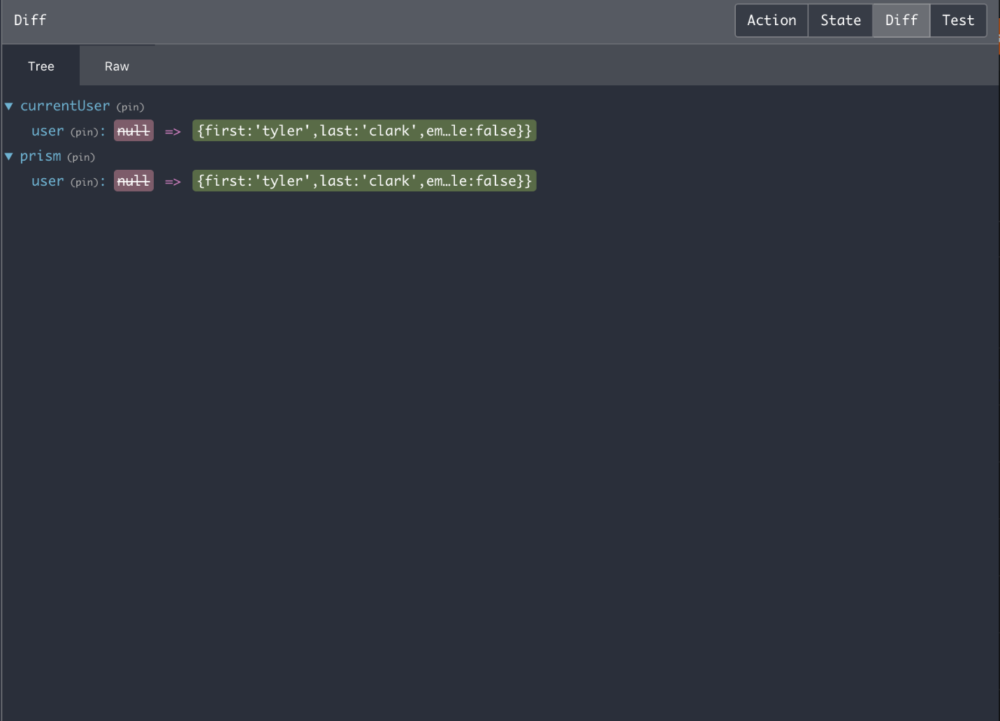 Diff Action State Diff Test
Tree Raw
▼ currentUser (pin)
user (pin): null => {first:'tyler',last:'clark',em…le:false}}
▼ prism (pin)
user (pin): null => {first:'tyler',last:'clark',em…le:false}}